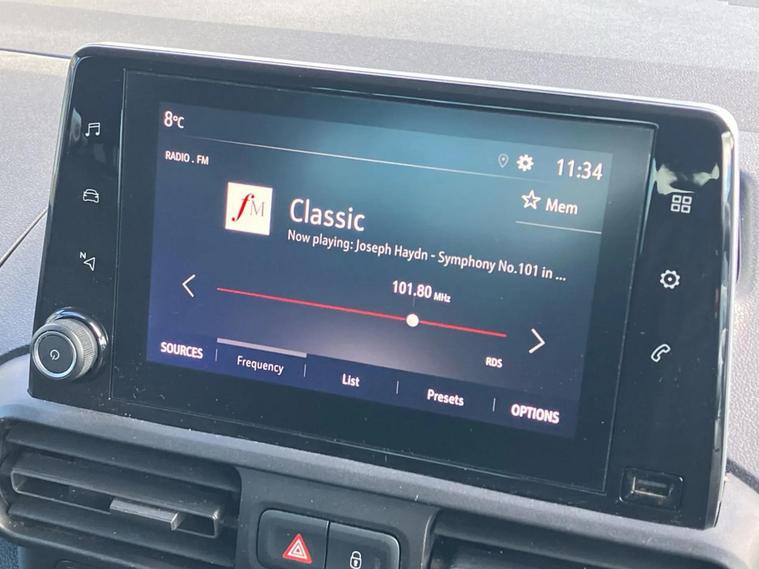 8°C
11:34
RADIO . FM
Mem
fM
Classic
Now playing: Joseph Haydn - Symphony No.101 in ...
101.80 MHz
RDS
SOURCES
Frequency
List
Presets
OPTIONS
N